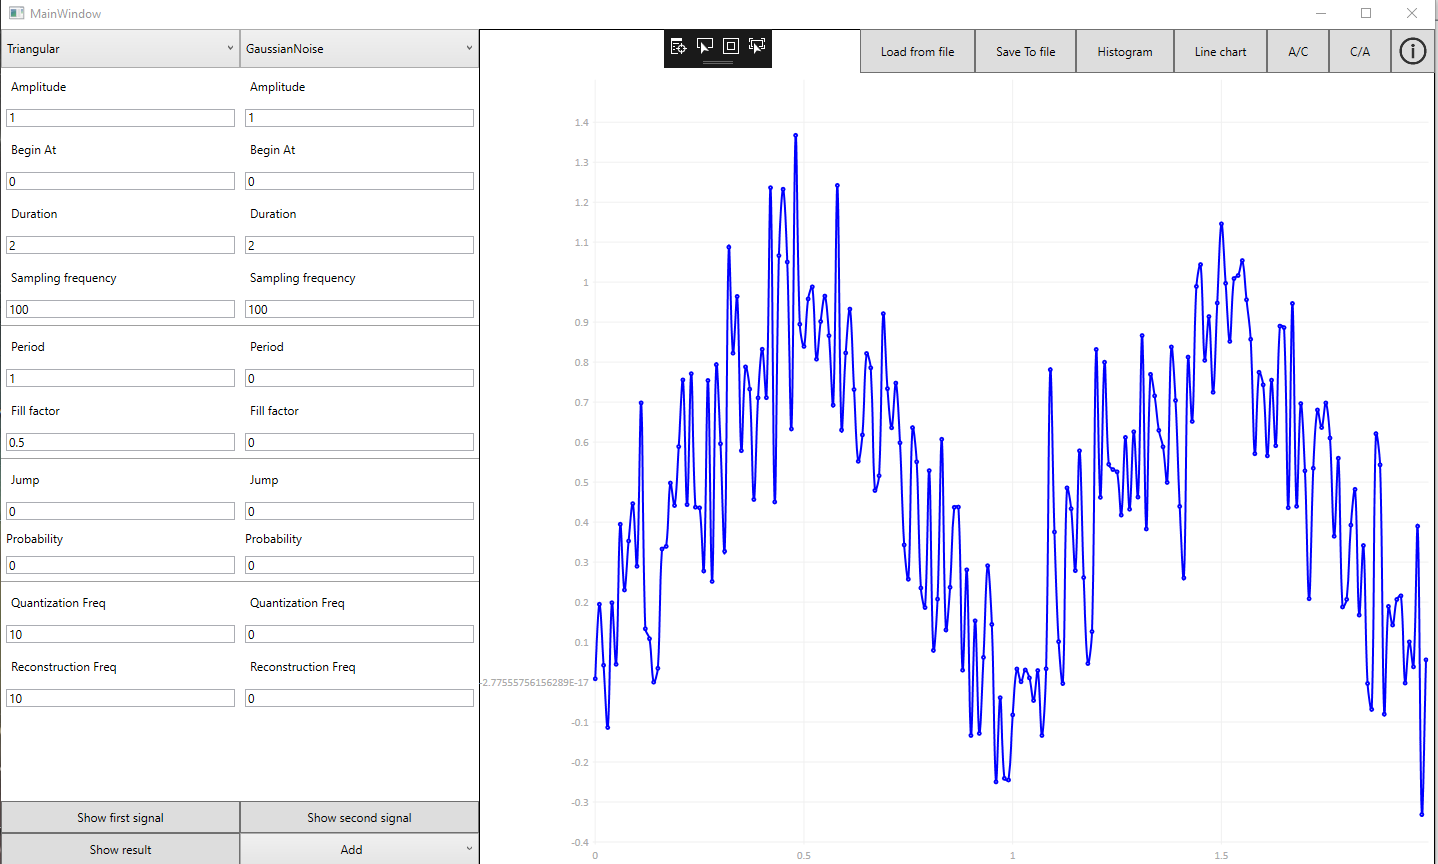 MainWindow
Triangular GaussianNoise
Load from file Save To file Histogram Line chart A/C C/A
Amplitude Amplitude
1 1
Begin At Begin At
0 0
Duration Duration
2 2
Sampling frequency Sampling frequency
100 100
Period Period
1 0
Fill factor Fill factor
0.5 0
Jump Jump
0 0
Probability Probability
0 0
Quantization Freq Quantization Freq
10 0
Reconstruction Freq Reconstruction Freq
10 0
Show first signal Show second signal
Show result Add
1.4
1.3
1.2
1.1
1
0.9
0.8
0.7
0.6
0.5
0.4
0.3
0.2
0.1
-2.77555756156289E-17
-0.1
-0.2
-0.3
-0.4
0 0.5 1 1.5